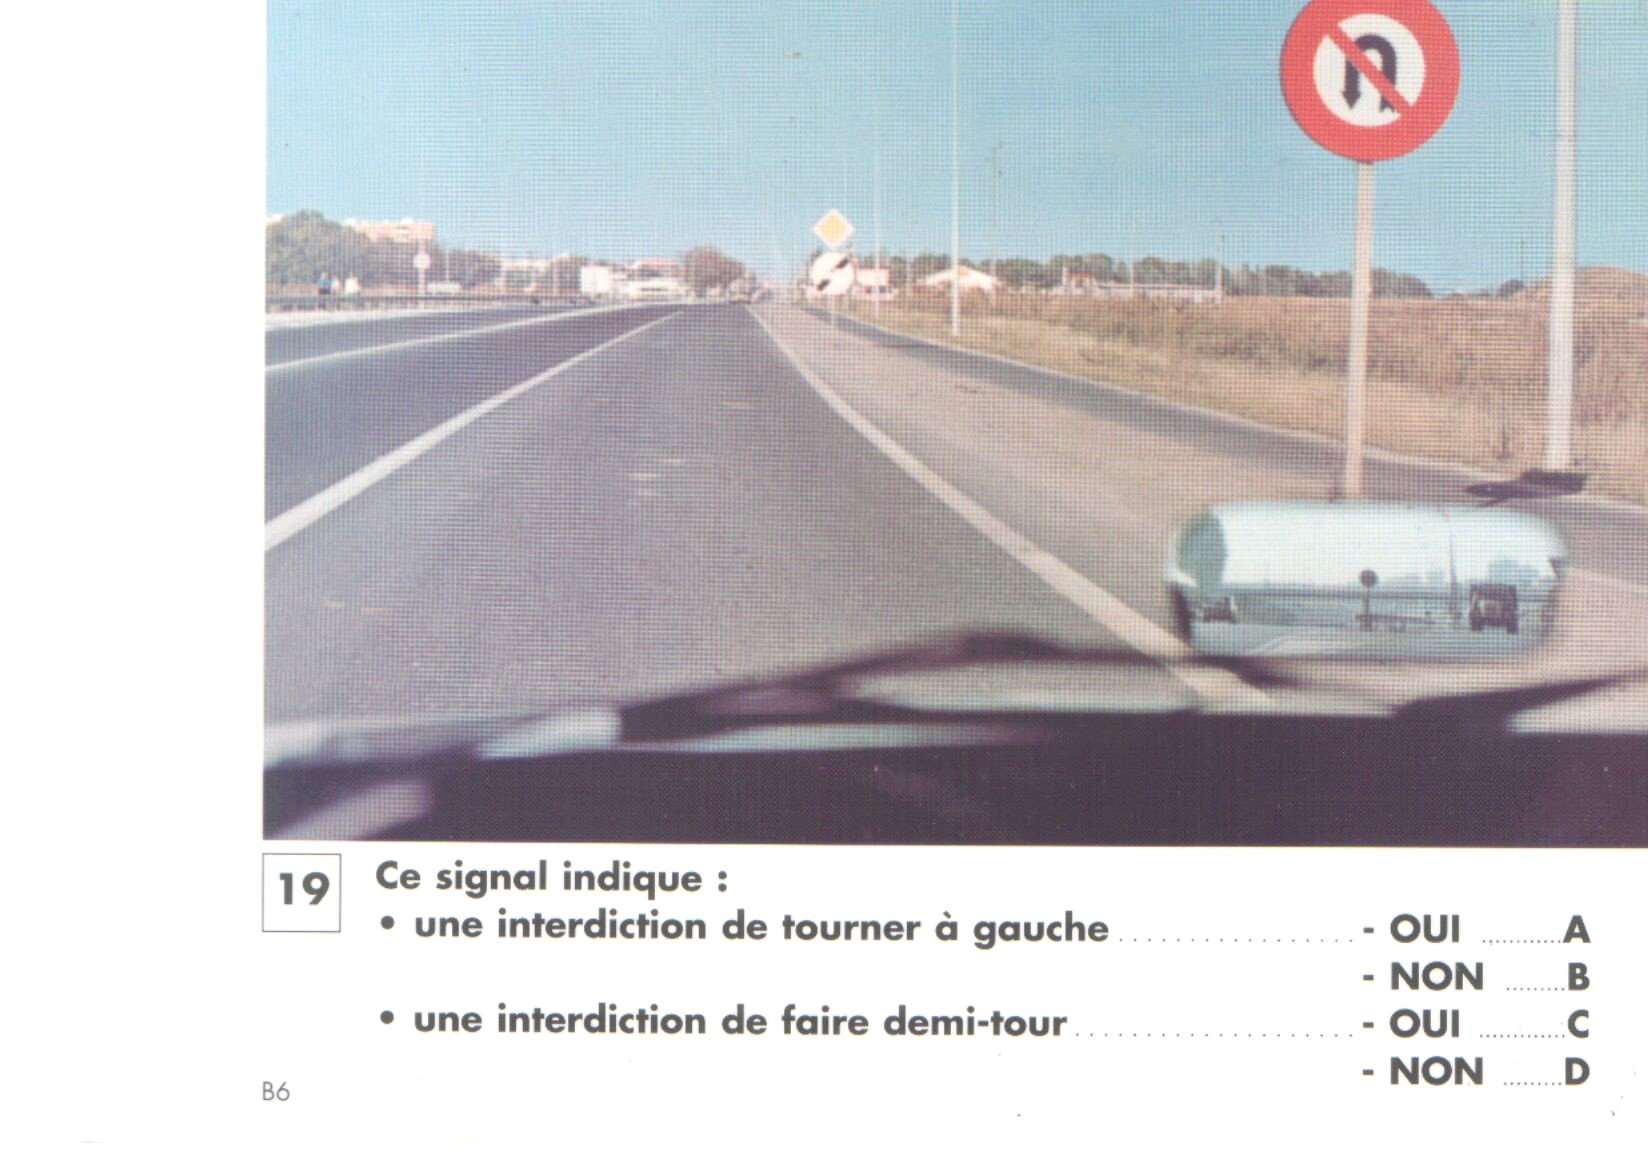 19
Ce signal indique :
• une interdiction de tourner à gauche ................ - OUI ...........A
- NON ........B
• une interdiction de faire demi-tour ................... - OUI ............C
- NON ........D
B6